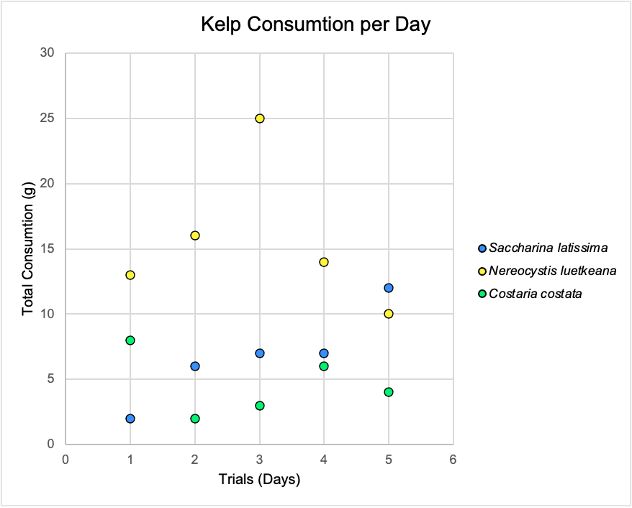 Kelp Consumtion per Day
30
25
20
15
10
5
0
Total Consumtion (g)
0 1 2 3 4 5 6
Trials (Days)
Saccharina latissima
Nereocystis luetkeana
Costaria costata